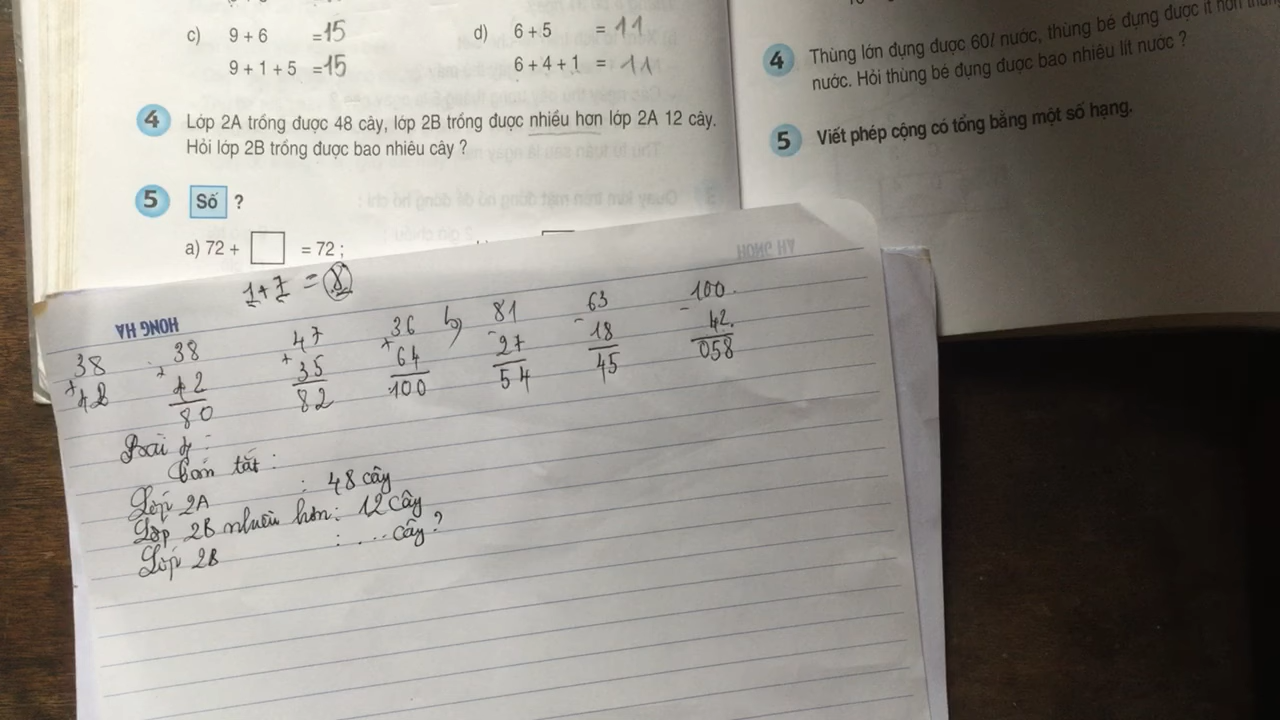 c) 9 + 6 = 15
9 + 1 + 5 = 15
d) 6 + 5 = 11
6 + 4 + 1 = 11
4 Lớp 2A trồng được 48 cây, lớp 2B trồng được nhiều hơn lớp 2A 12 cây.
Hỏi lớp 2B trồng được bao nhiêu cây ?
5 Số ?
a) 72 + = 72 ;
4 Thùng lớn đựng được 60l nước, thùng bé đựng được ít hơn
nước. Hỏi thùng bé đựng được bao nhiêu lít nước ?
5 Viết phép cộng có tổng bằng một số hạng.
1+7 = 8
HONG HA
HONG HA
38 + 42
38 + 42 80
47 + 35 82
36 + 64 100
b) 81 - 27 54
63 - 18 45
100 - 42 058
Bài 4 :
tắt :
Lớp 2A : 48 cây
Lớp 2B nhiều hơn : 12 cây
Lớp 2B : ... cây ?